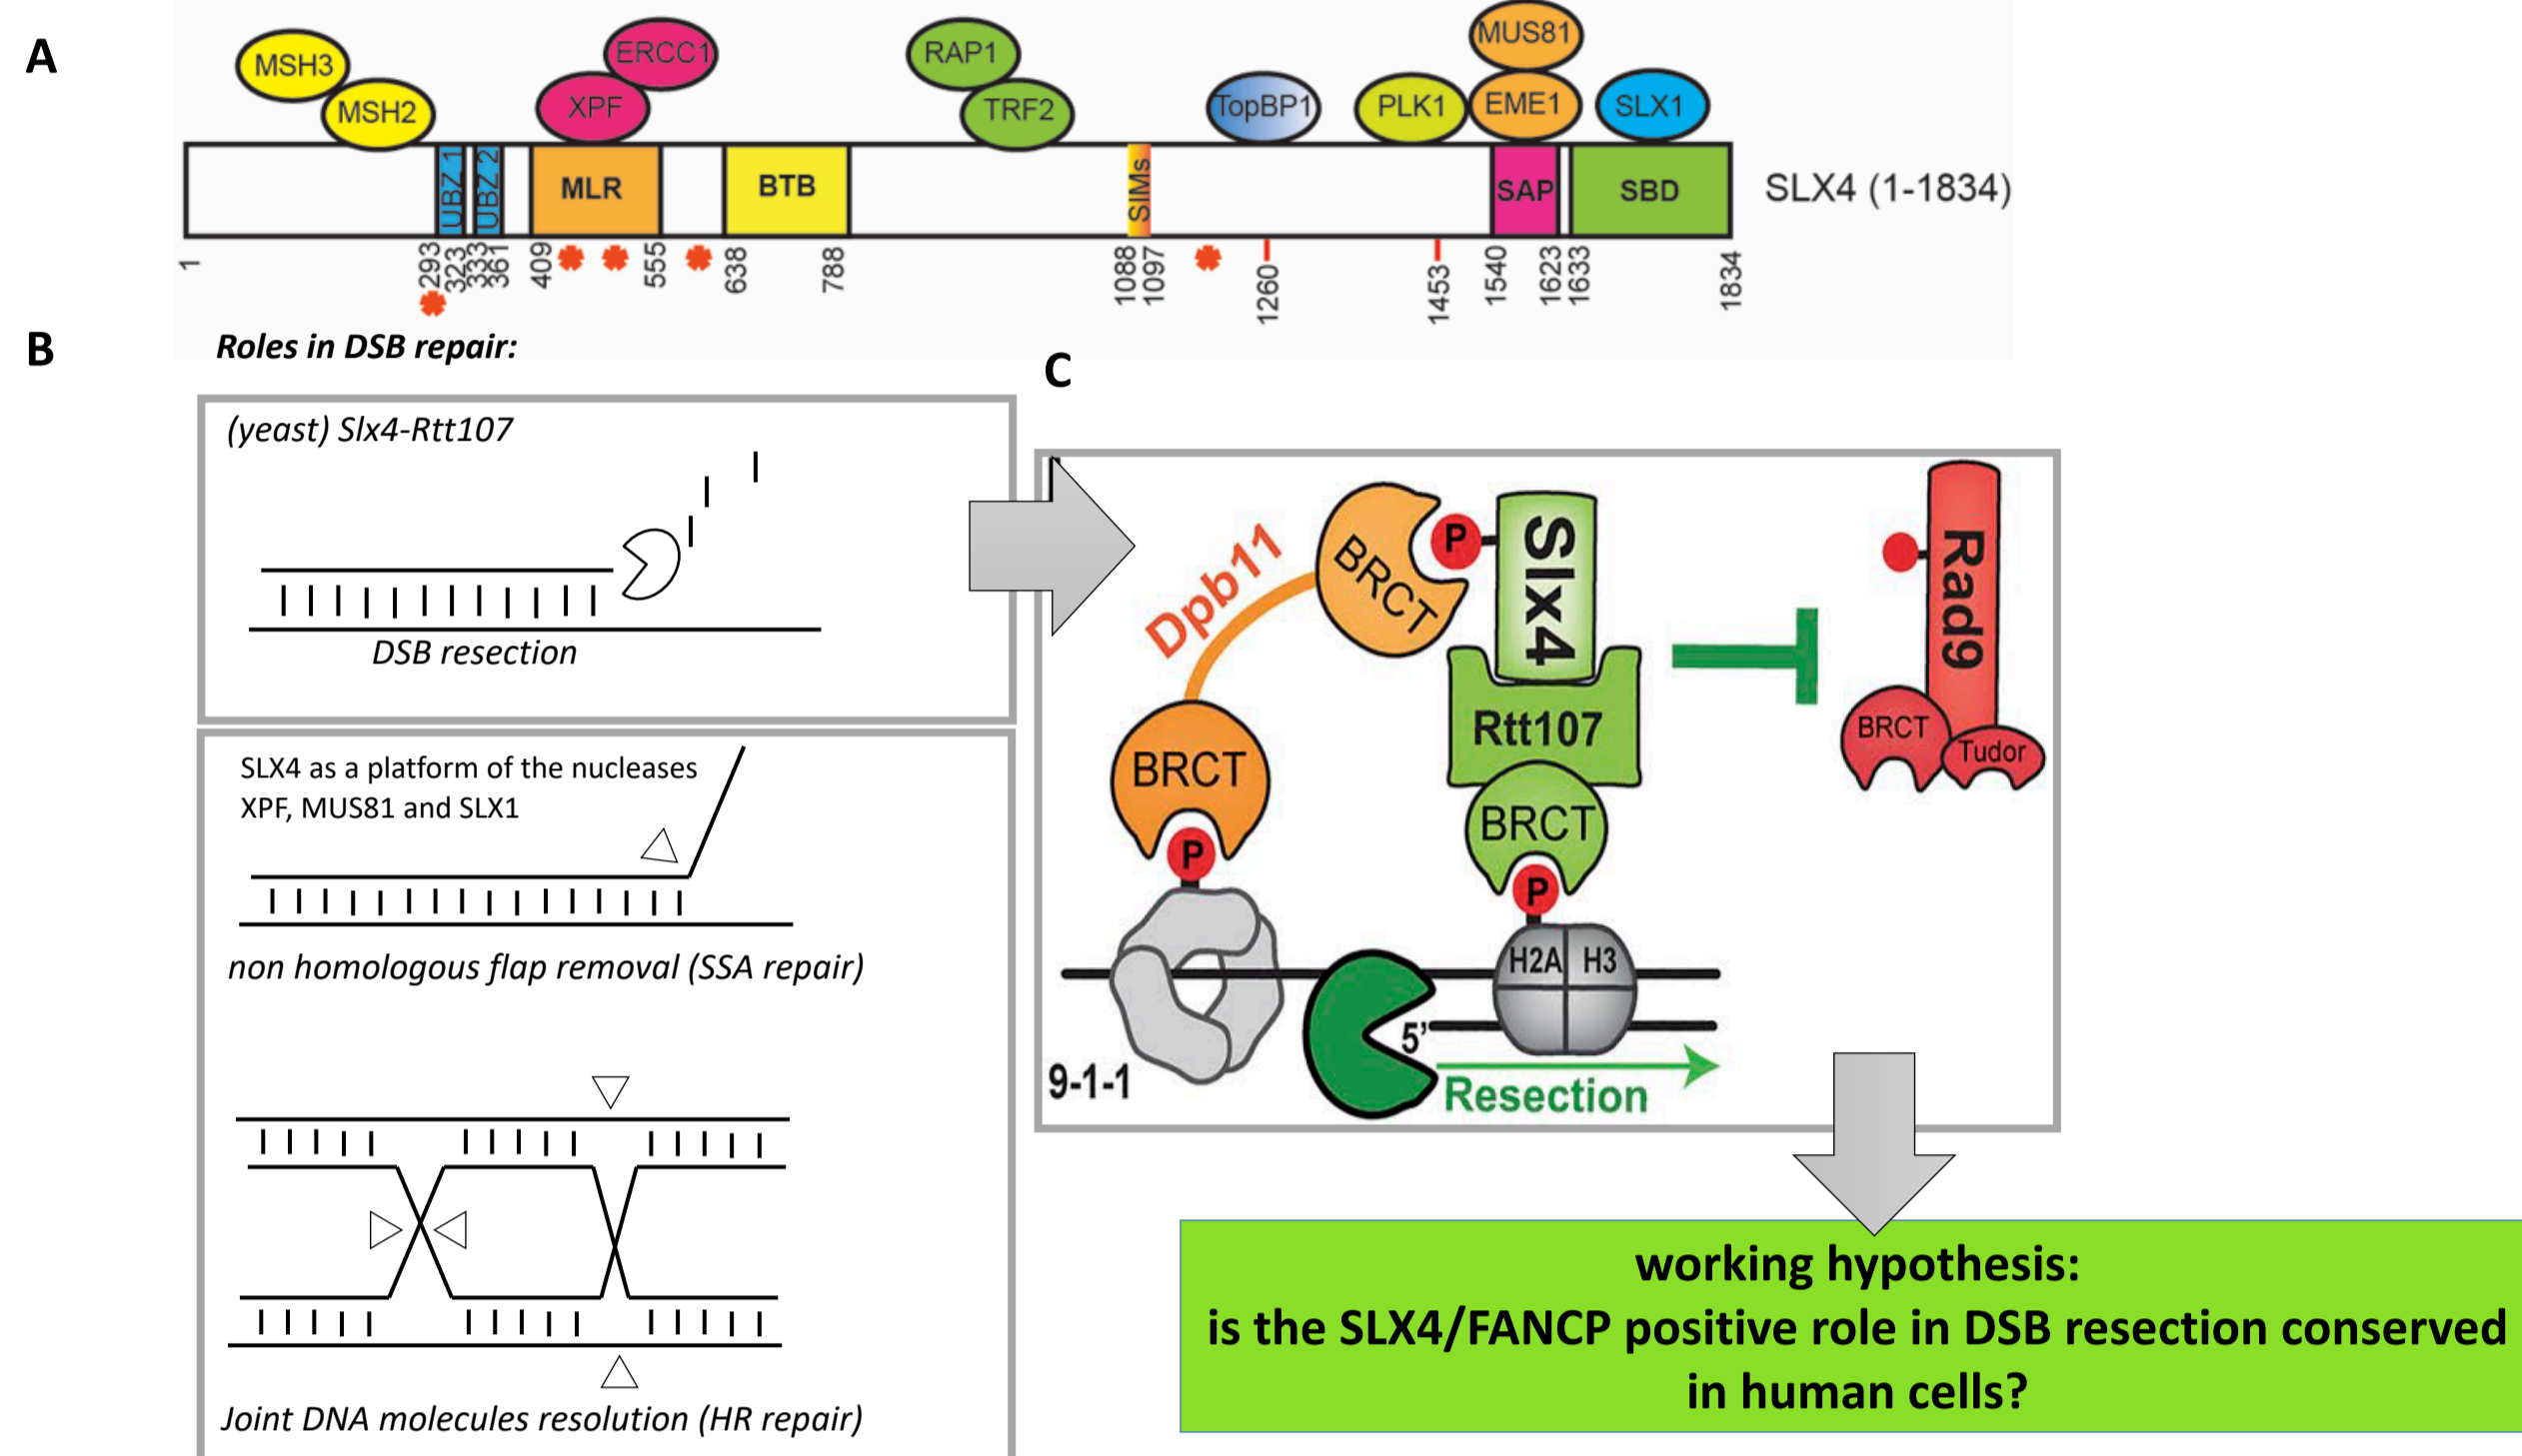 A
MSH3
MSH2
XPF
ERCC1
RAP1
TRF2
TopBP1
PLK1
MUS81
EME1
SLX1
UBZ 1
UBZ 2
MLR
BTB
SIMs
SAP
SBD
SLX4 (1-1834)
1
293
323
333
361
409
555
638
788
1088
1097
1260
1453
1540
1623
1633
1834
B
Roles in DSB repair:
(yeast) Slx4-Rtt107
DSB resection
SLX4 as a platform of the nucleases
XPF, MUS81 and SLX1
non homologous flap removal (SSA repair)
Joint DNA molecules resolution (HR repair)
C
Dpb11
BRCT
P
Slx4
Rad9
BRCT
Tudor
Rtt107
BRCT
BRCT
P
P
H2A
H3
5’
9-1-1
Resection
working hypothesis:
is the SLX4/FANCP positive role in DSB resection conserved
in human cells?